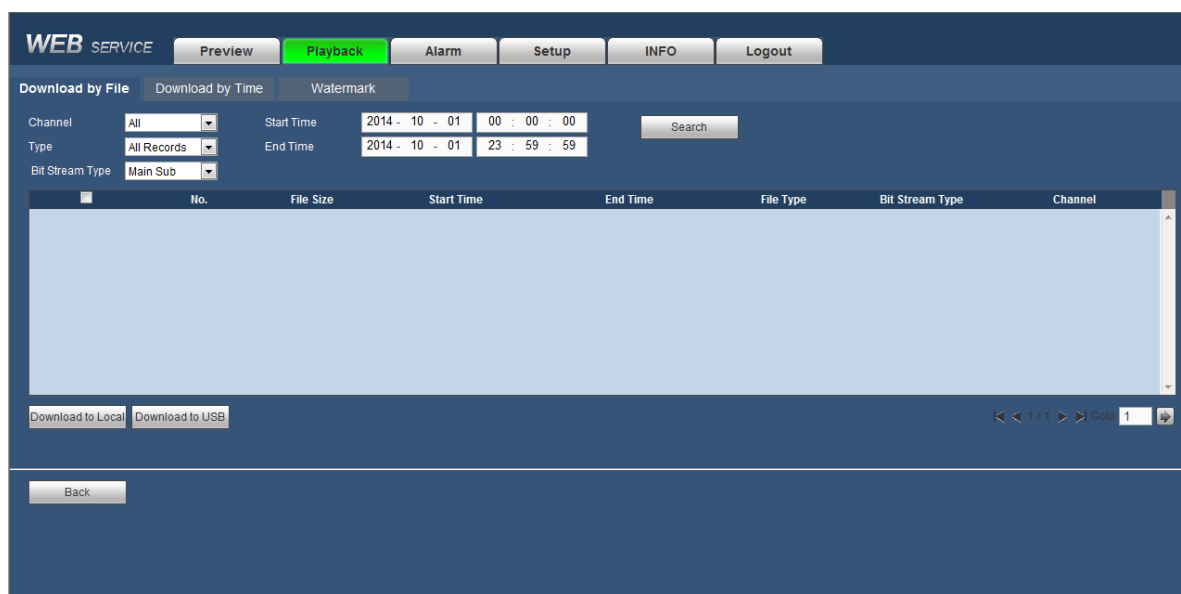 WEB SERVICE Preview Playback Alarm Setup INFO Logout
Download by File Download by Time Watermark
Channel All Start Time 2014 - 10 - 01 00 : 00 : 00 Search
Type All Records End Time 2014 - 10 - 01 23 : 59 : 59
Bit Stream Type Main Sub
No. File Size Start Time End Time File Type Bit Stream Type Channel
Download to Local Download to USB 1 / 1 Goto 1
Back